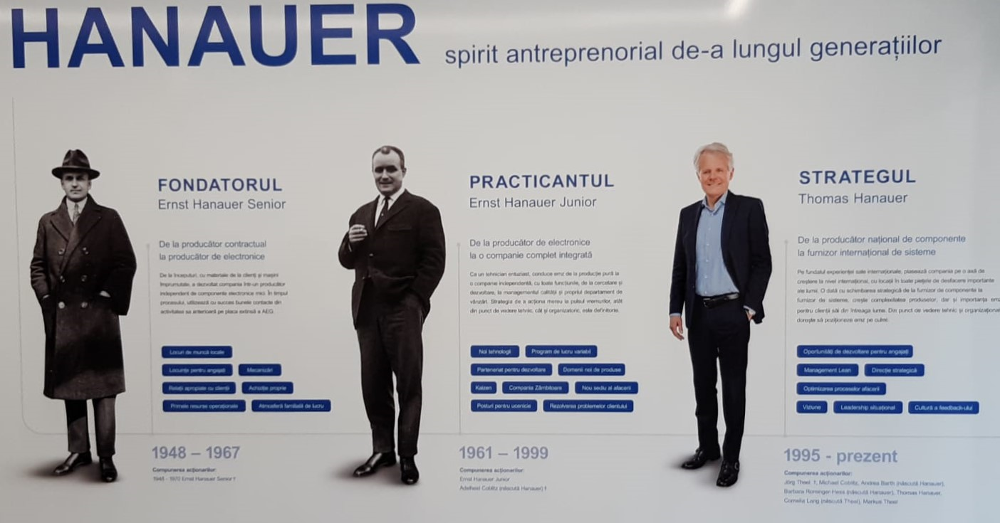 HANAUER spirit antreprenorial de-a lungul generațiilor
FONDATORUL
Ernst Hanauer Senior
De la producător contractual
la producător de electronice
De la începuturi, cu materiale de la clienți și mașini
împrumutate, a dezvoltat compania într-un producător
independent de componente electronice mici. În timpul
procesului, utilizează cu succes bunele contacte din
activitatea sa anterioară pe placa extinsă a AEG.
Locuri de muncă locale
Locuințe pentru angajați Mecanizări
Relații apropiate cu clienții Achiziție proprie
Primele resurse operaționale Atmosferă familială de lucru
1948 – 1967
Compunerea acționarilor:
1948 - 1970 Ernst Hanauer Senior †
PRACTICANTUL
Ernst Hanauer Junior
De la producător de electronice
la o companie complet integrată
Ca un tehnician entuziast, conduce emz de la producție pură la
o companie independentă, cu toate funcțiunile, de la cercetare și
dezvoltare, la managementul calității și propriul departament de
vânzări. Strategia de a acționa mereu la pulsul vremurilor, atât
din punct de vedere tehnic, cât și organizatoric, este definitorie.
Noi tehnologii Program de lucru variabil
Parteneriat pentru dezvoltare Domenii noi de produse
Kaizen Compania Zâmbitoare Nou sediu al afacerii
Posturi pentru ucenicie Rezolvarea problemelor clientului
1961 – 1999
Compunerea acționarilor:
Ernst Hanauer Junior
Adelheid Coblitz (născută Hanauer) †
STRATEGUL
Thomas Hanauer
De la producător național de componente
la furnizor internațional de sisteme
Pe fundalul experienței sale internaționale, plasează compania pe o axă de
creștere la nivel internațional, cu locații în toate piețele de desfacere importante
ale lumii. O dată cu schimbarea strategică de la furnizor de componente la
furnizor de sisteme, crește complexitatea produselor, dar și importanța emz
pentru clienții săi din întreaga lume. Din punct de vedere tehnic și organizațional
dorește să poziționeze emz pe culmi.
Oportunități de dezvoltare pentru angajați
Management Lean Direcție strategică
Optimizarea proceselor afacerii
Viziune Leadership situațional Cultură a feedback-ului
1995 - prezent
Compunerea acționarilor:
Jörg Theel †, Michael Coblitz, Andrea Barth (născută Hanauer),
Barbara Rominger-Hess (născută Hanauer), Thomas Hanauer,
Cornelia Lang (născută Theel), Markus Theel